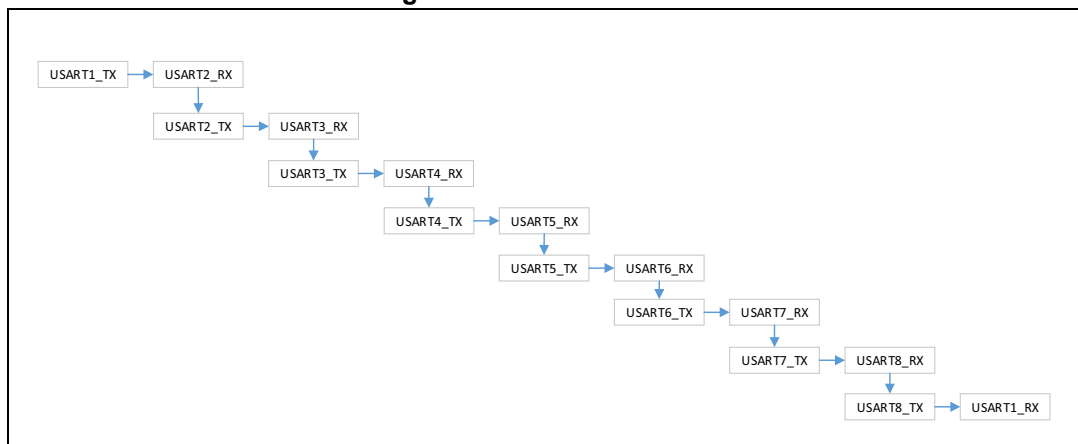 USART1_TX USART2_RX
USART2_TX USART3_RX
USART3_TX USART4_RX
USART4_TX USART5_RX
USART5_TX USART6_RX
USART6_TX USART7_RX
USART7_TX USART8_RX
USART8_TX USART1_RX